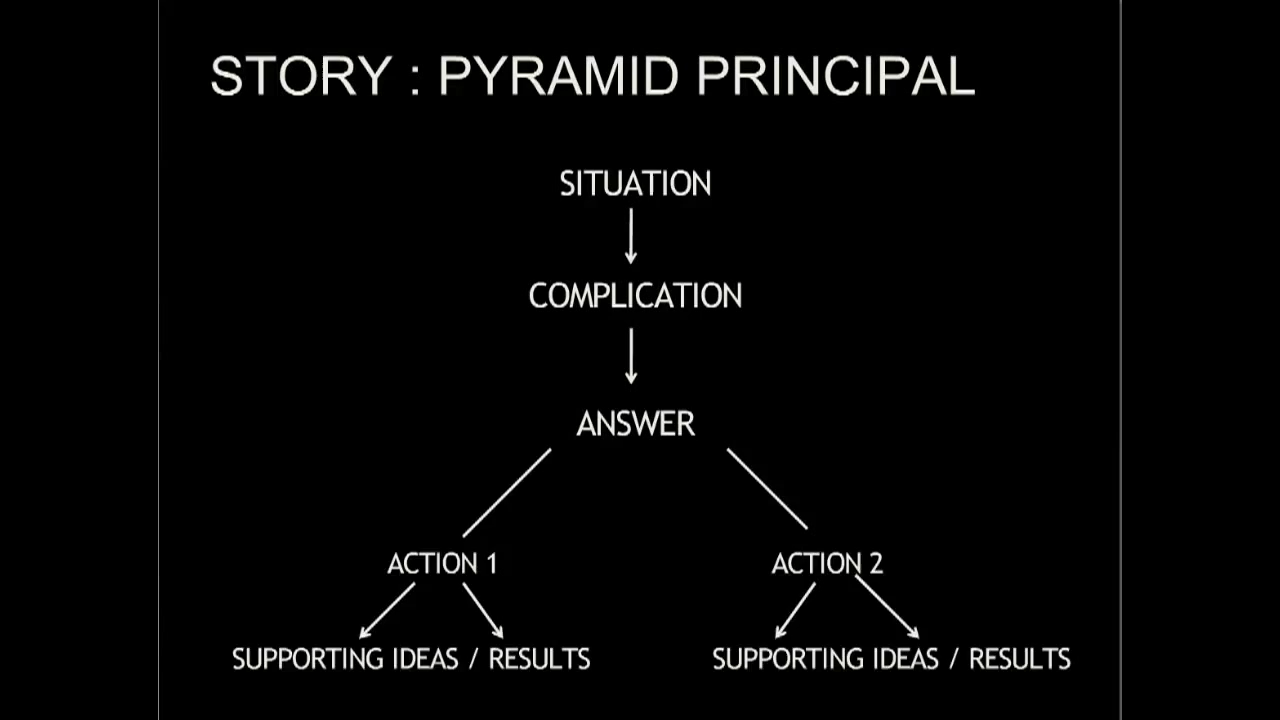 STORY : PYRAMID PRINCIPAL
SITUATION
COMPLICATION
ANSWER
ACTION 1
ACTION 2
SUPPORTING IDEAS / RESULTS
SUPPORTING IDEAS / RESULTS